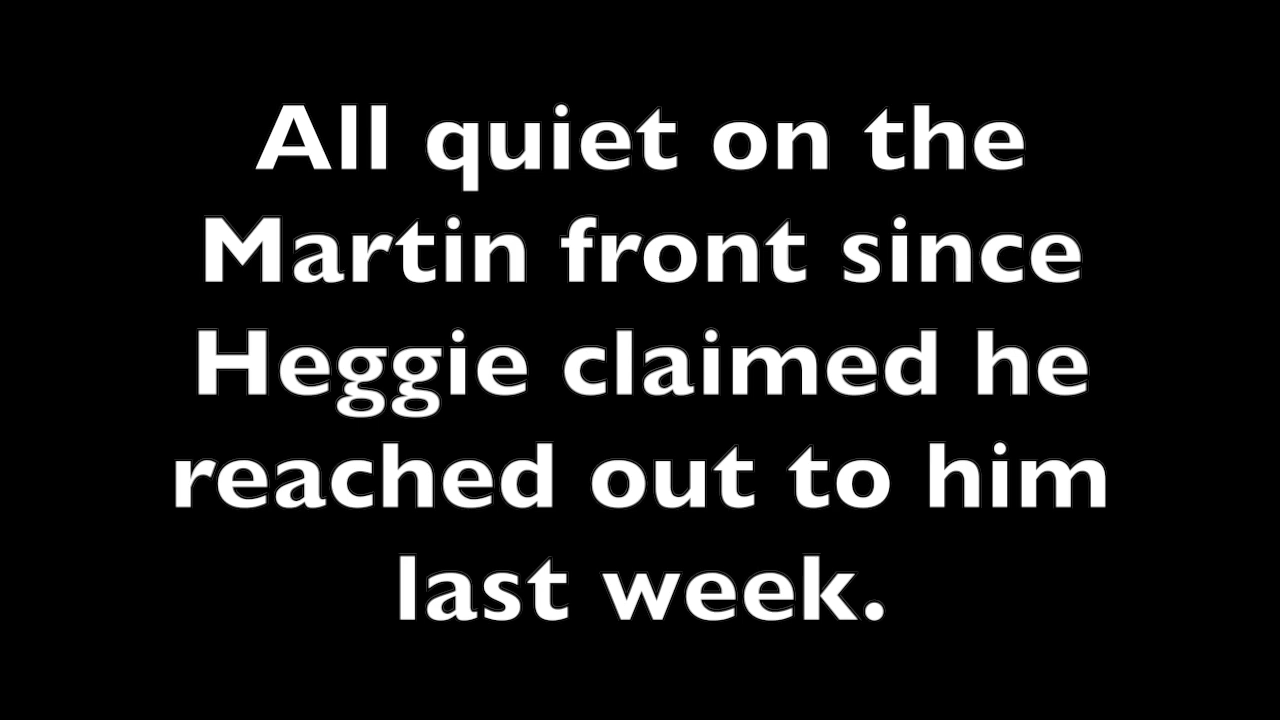 All quiet on the
Martin front since
Heggie claimed he
reached out to him
last week.